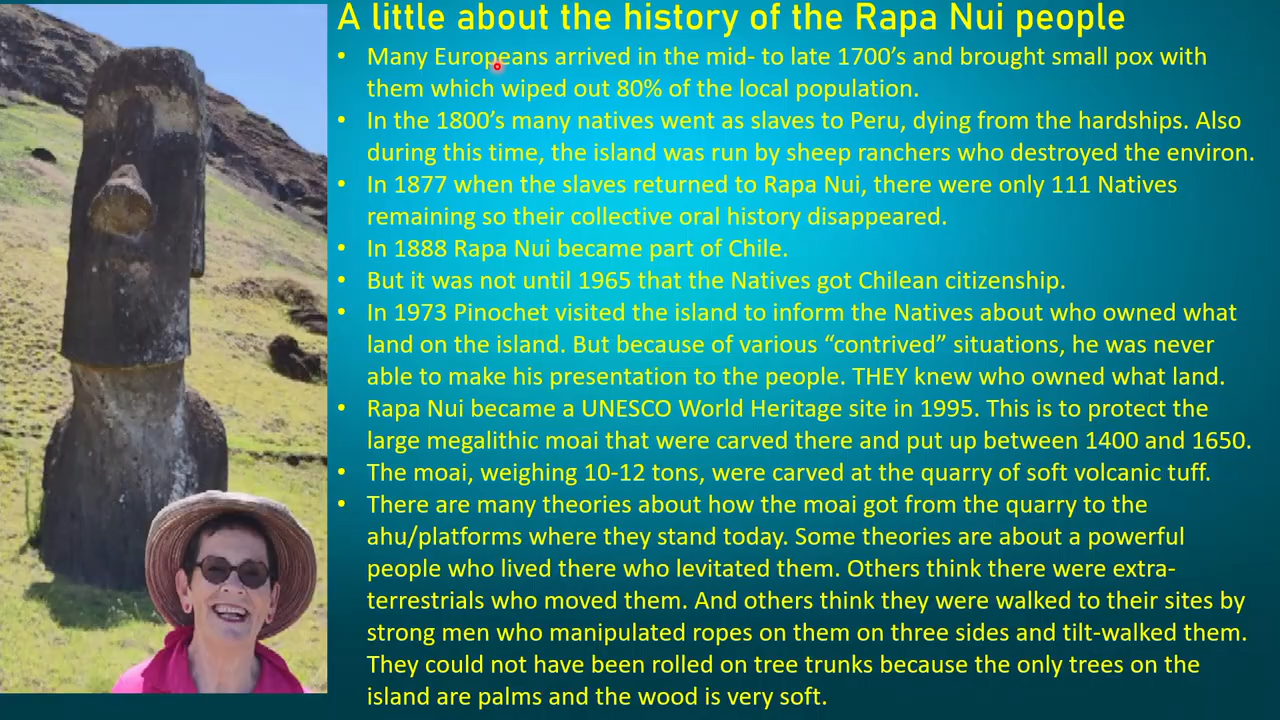 A little about the history of the Rapa Nui people
• Many Europeans arrived in the mid- to late 1700's and brought small pox with
them which wiped out 80% of the local population.
• In the 1800's many natives went as slaves to Peru, dying from the hardships. Also
during this time, the island was run by sheep ranchers who destroyed the environ.
• In 1877 when the slaves returned to Rapa Nui, there were only 111 Natives
remaining so their collective oral history disappeared.
• In 1888 Rapa Nui became part of Chile.
• But it was not until 1965 that the Natives got Chilean citizenship.
• In 1973 Pinochet visited the island to inform the Natives about who owned what
land on the island. But because of various “contrived” situations, he was never
able to make his presentation to the people. THEY knew who owned what land.
• Rapa Nui became a UNESCO World Heritage site in 1995. This is to protect the
large megalithic moai that were carved there and put up between 1400 and 1650.
• The moai, weighing 10-12 tons, were carved at the quarry of soft volcanic tuff.
• There are many theories about how the moai got from the quarry to the
ahu/platforms where they stand today. Some theories are about a powerful
people who lived there who levitated them. Others think there were extra-
terrestrials who moved them. And others think they were walked to their sites by
strong men who manipulated ropes on them on three sides and tilt-walked them.
They could not have been rolled on tree trunks because the only trees on the
island are palms and the wood is very soft.